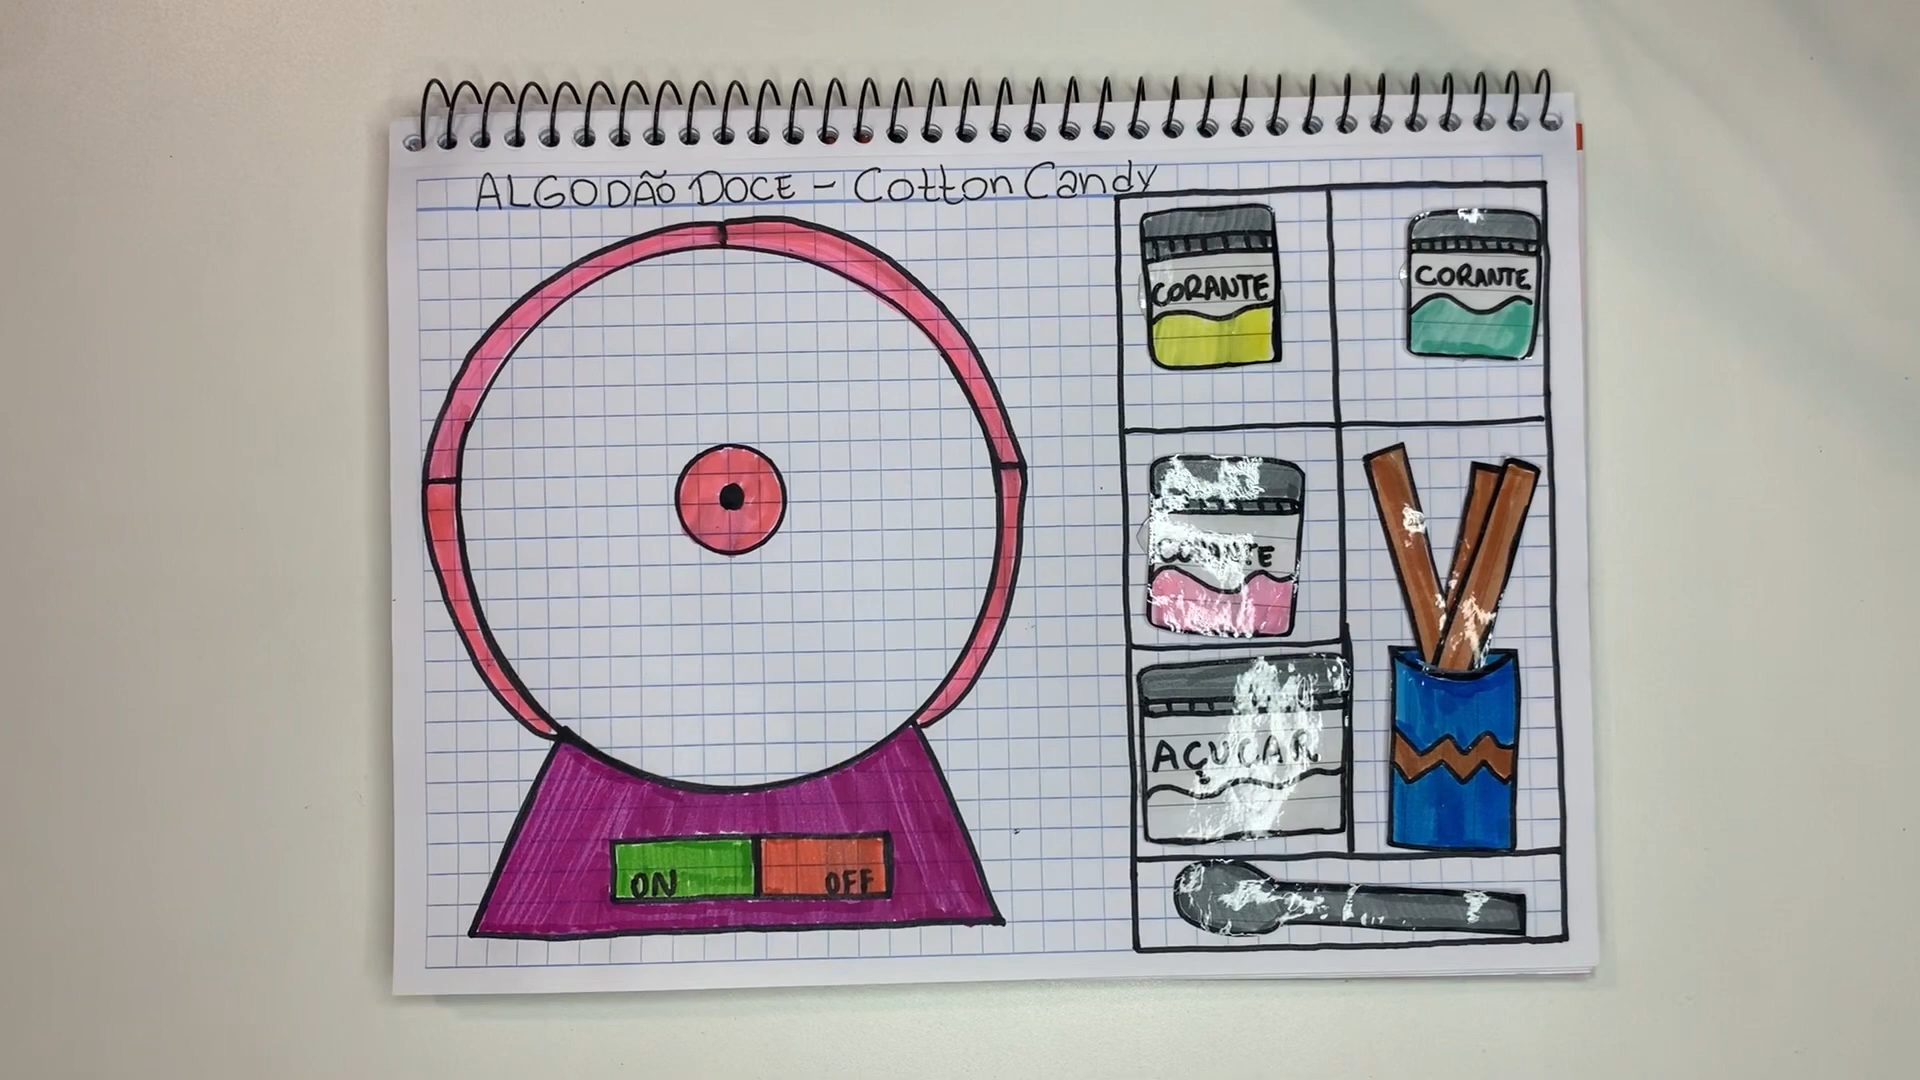 ALGODÃO DOCE - Cotton Candy
CORANTE
CORANTE
CORANTE
AÇUCAR
ON
OFF